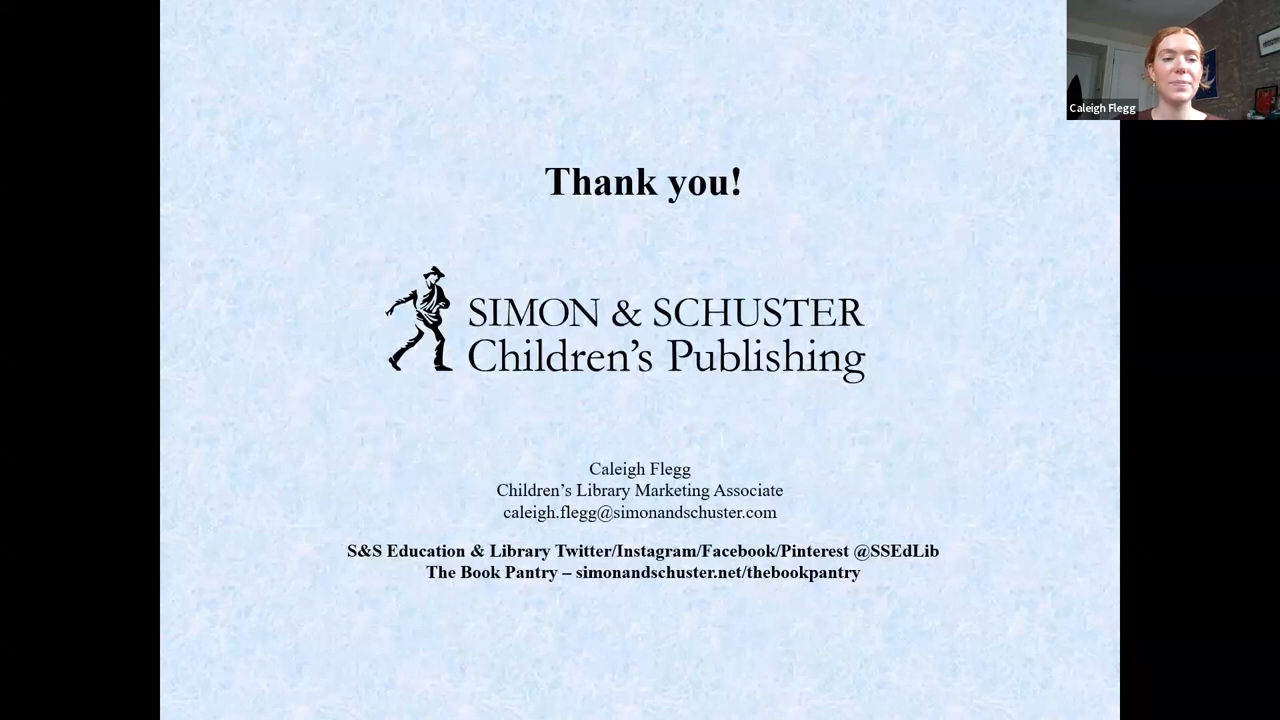 Caleigh Flegg
Thank you!
SIMON & SCHUSTER
Children’s Publishing
Caleigh Flegg
Children’s Library Marketing Associate
caleigh.flegg@simonandschuster.com
S&S Education & Library Twitter/Instagram/Facebook/Pinterest @SSEdLib
The Book Pantry – simonandschuster.net/thebookpantry